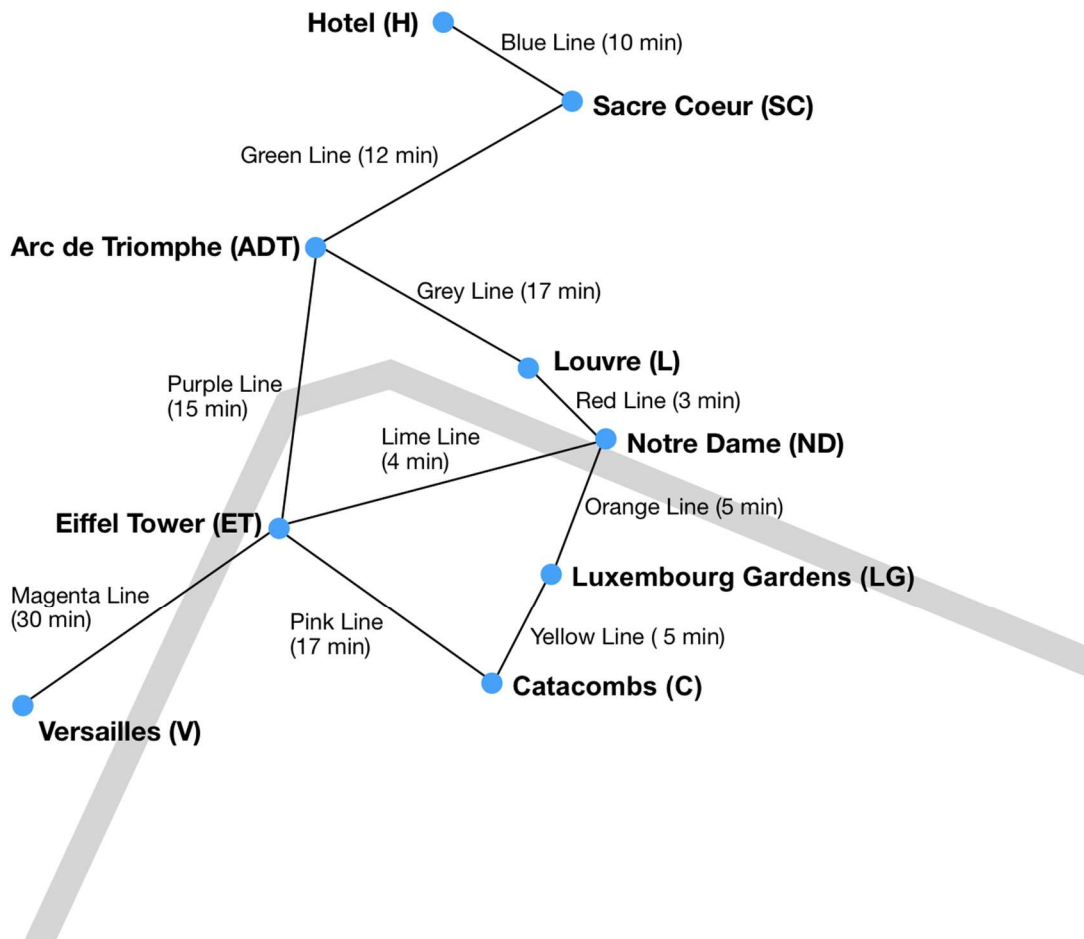 Hotel (H)
Blue Line (10 min)
Sacre Coeur (SC)
Green Line (12 min)
Arc de Triomphe (ADT)
Grey Line (17 min)
Louvre (L)
Purple Line
(15 min)
Red Line (3 min)
Lime Line
(4 min)
Notre Dame (ND)
Orange Line (5 min)
Eiffel Tower (ET)
Luxembourg Gardens (LG)
Magenta Line
(30 min)
Pink Line
(17 min)
Yellow Line ( 5 min)
Catacombs (C)
Versailles (V)